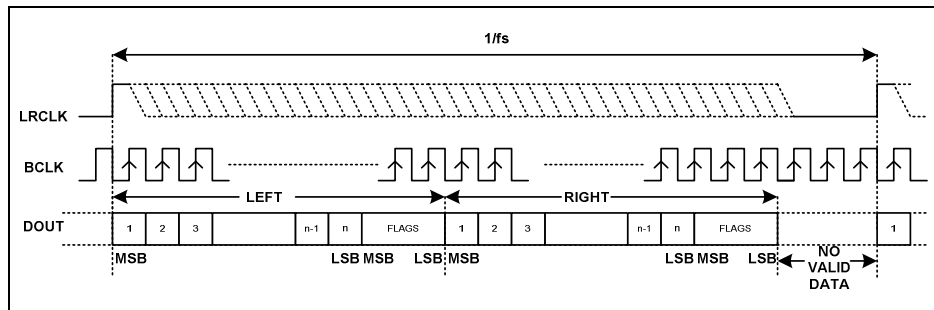 1/fs
LRCLK
BCLK
LEFT RIGHT
DOUT 1 2 3 n-1 n FLAGS 1 2 3 n-1 n FLAGS 1
MSB LSB MSB LSB MSB LSB MSB LSB
NO
VALID
DATA